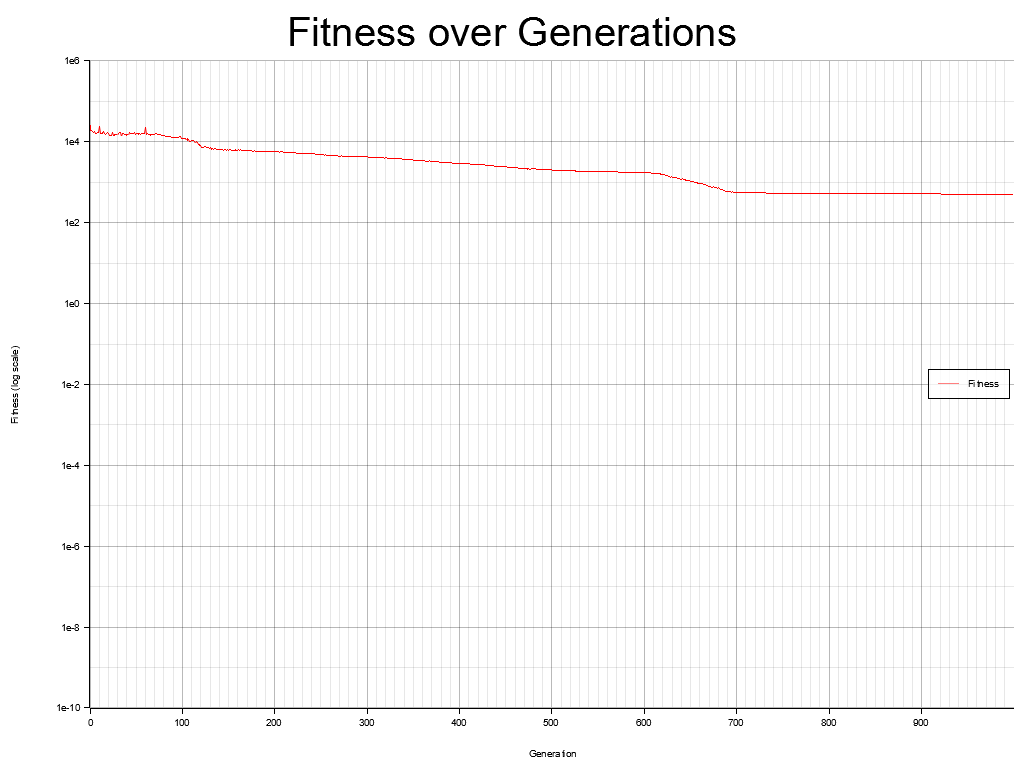 Fitness over Generations
1e6
1e4
1e2
1e0
1e-2
1e-4
1e-6
1e-8
1e-10
Fitness (log scale)
Fitness
0 100 200 300 400 500 600 700 800 900
Generation